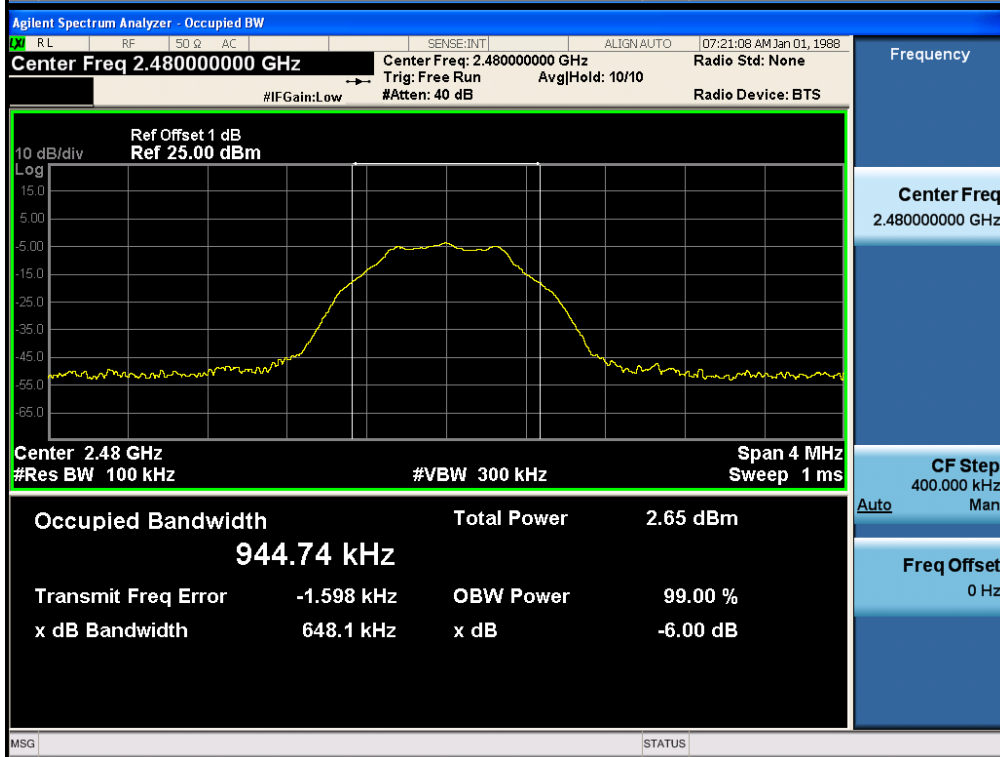 Agilent Spectrum Analyzer - Occupied BW
LXI RL RF 50 Ω AC SENSE:INT ALIGN AUTO 07:21:08 AM Jan 01, 1988
Center Freq 2.480000000 GHz
Center Freq: 2.480000000 GHz Radio Std: None
Trig: Free Run Avg|Hold: 10/10
#IFGain:Low #Atten: 40 dB Radio Device: BTS
Ref Offset 1 dB
10 dB/div Ref 25.00 dBm
Log
15.0
5.00
-5.00
-15.0
-25.0
-35.0
-45.0
-55.0
-65.0
Center 2.48 GHz Span 4 MHz
#Res BW 100 kHz #VBW 300 kHz Sweep 1 ms
Occupied Bandwidth Total Power 2.65 dBm
944.74 kHz
Transmit Freq Error -1.598 kHz OBW Power 99.00 %
x dB Bandwidth 648.1 kHz x dB -6.00 dB
MSG STATUS
Frequency
Center Freq
2.480000000 GHz
CF Step
400.000 kHz
Auto Man
Freq Offset
0 Hz